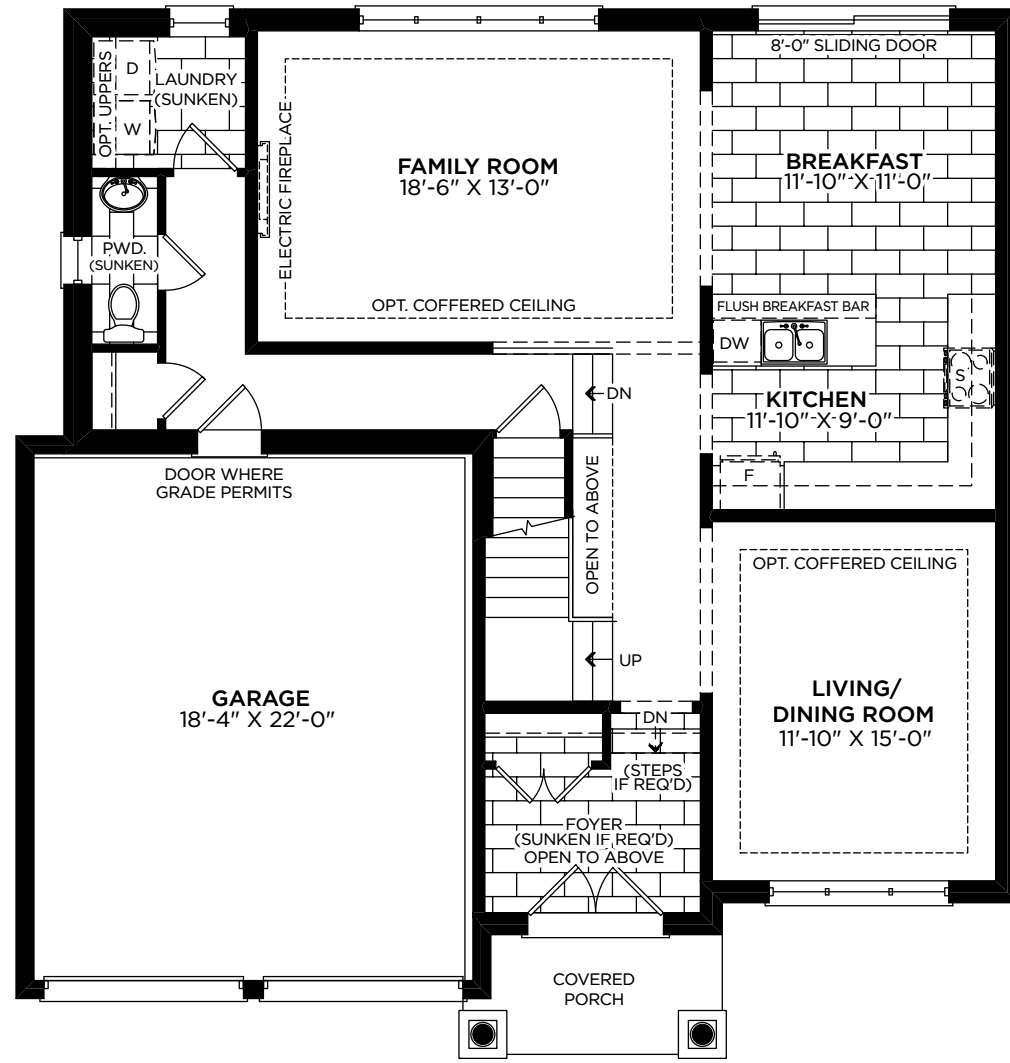 8'-0" SLIDING DOOR
OPT. UPPERS
D
W
LAUNDRY
(SUNKEN)
ELECTRIC FIREPLACE
FAMILY ROOM
18'-6" X 13'-0"
OPT. COFFERED CEILING
BREAKFAST
11'-10" X 11'-0"
PWD.
(SUNKEN)
FLUSH BREAKFAST BAR
DW
S
KITCHEN
11'-10" X 9'-0"
F
DN
DOOR WHERE
GRADE PERMITS
OPEN TO ABOVE
UP
OPT. COFFERED CEILING
GARAGE
18'-4" X 22'-0"
LIVING/
DINING ROOM
11'-10" X 15'-0"
DN
(STEPS
IF REQ'D)
FOYER
(SUNKEN IF REQ'D)
OPEN TO ABOVE
COVERED
PORCH